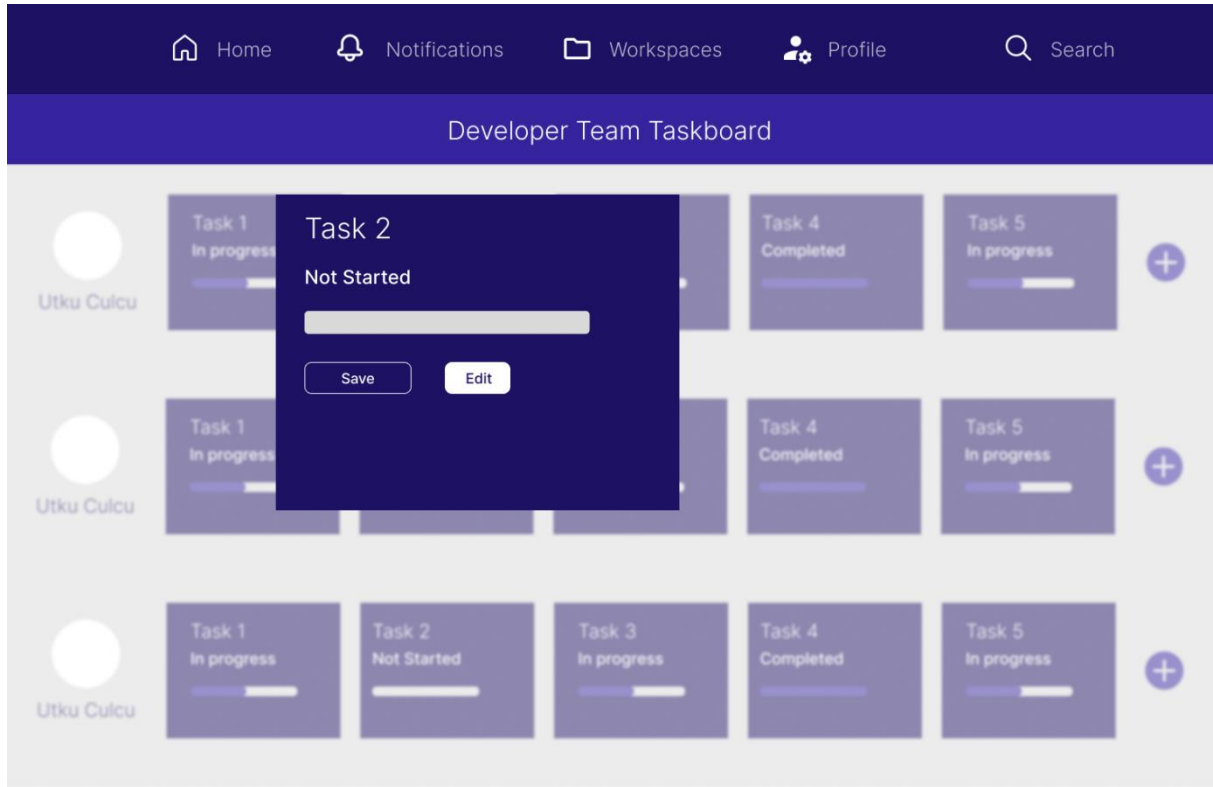 Home Notifications Workspaces Profile Search
Developer Team Taskboard
Task 1
In progress
Task 2
Not Started
Save Edit
Task 4
Completed
Task 5
In progress
Utku Culcu
Task 1
In progress
Task 4
Completed
Task 5
In progress
Utku Culcu
Task 1
In progress
Task 2
Not Started
Task 3
In progress
Task 4
Completed
Task 5
In progress
Utku Culcu